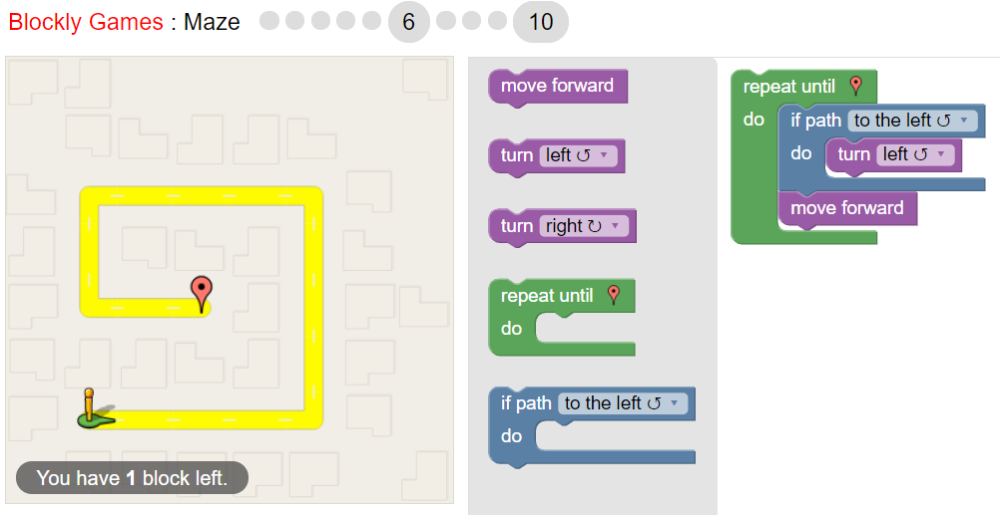 Blockly Games : Maze 6 10
move forward
turn left ↺ ▼
turn right ↻ ▼
repeat until
do
if path to the left ↺ ▼
do
repeat until
do if path to the left ↺ ▼
do turn left ↺ ▼
move forward
You have 1 block left.